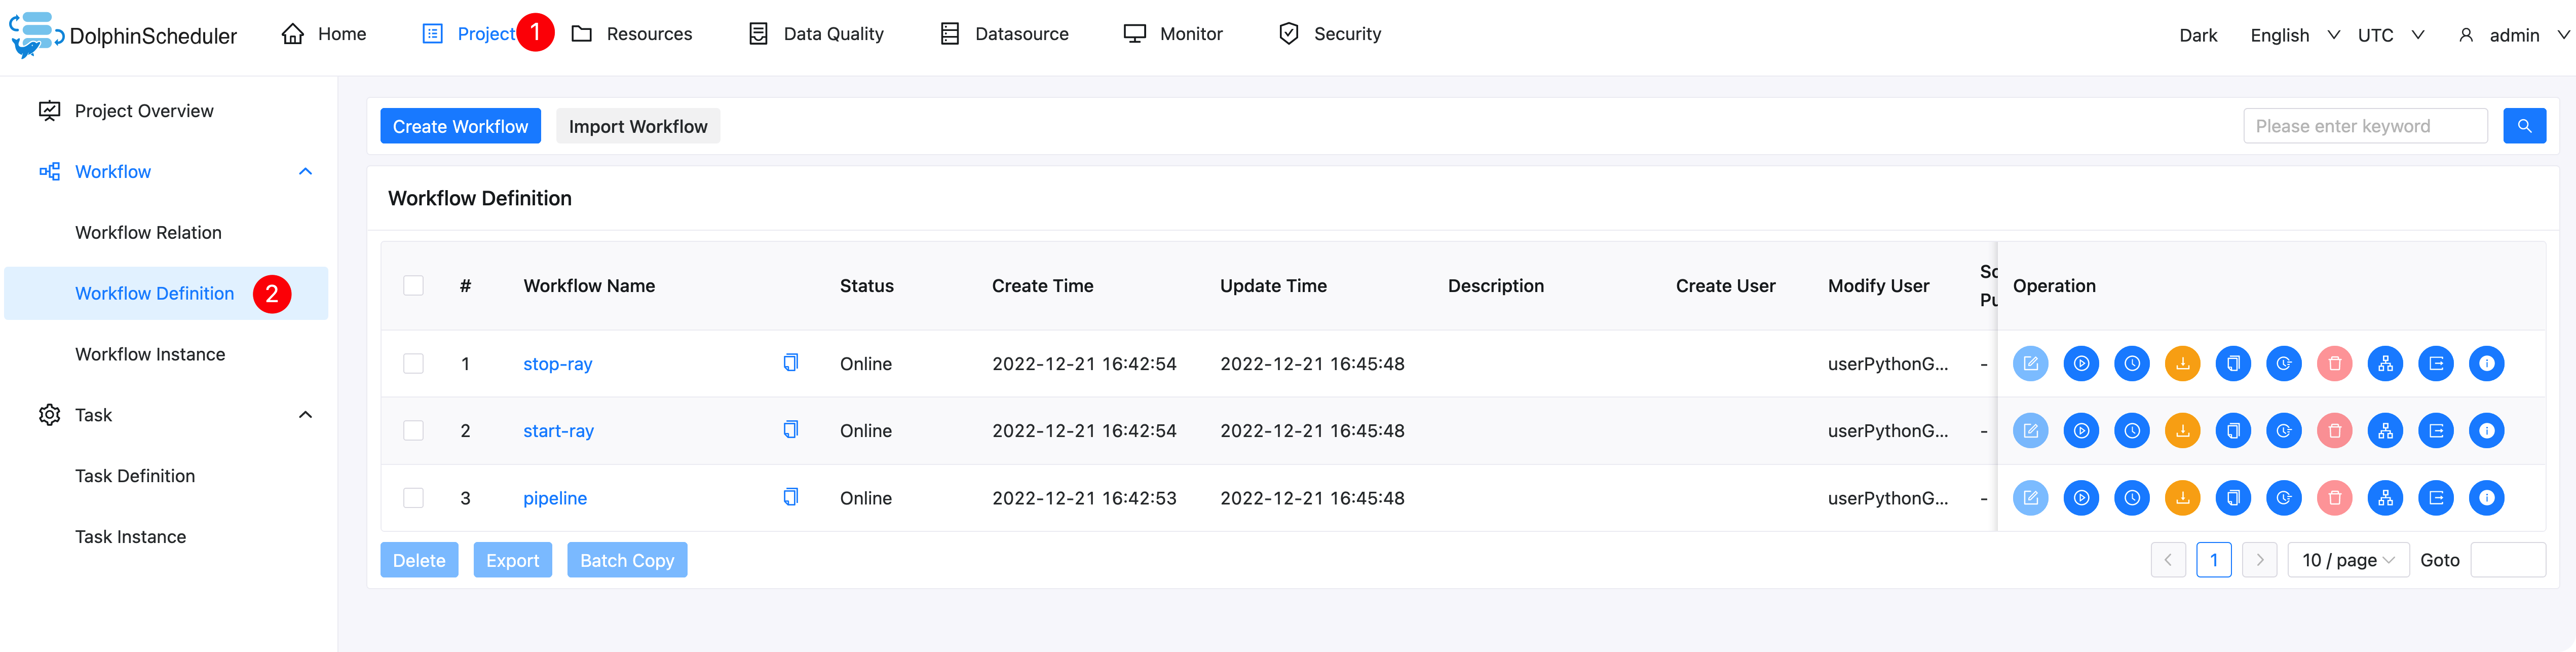 DolphinScheduler Home Project 1 Resources Data Quality Datasource Monitor Security Dark English UTC admin
Project Overview
Workflow
Workflow Relation
Workflow Definition 2
Workflow Instance
Task
Task Definition
Task Instance
Create Workflow Import Workflow Please enter keyword
Workflow Definition
# Workflow Name Status Create Time Update Time Description Create User Modify User Operation
1 stop-ray Online 2022-12-21 16:42:54 2022-12-21 16:45:48 userPythonG... -
2 start-ray Online 2022-12-21 16:42:54 2022-12-21 16:45:48 userPythonG... -
3 pipeline Online 2022-12-21 16:42:53 2022-12-21 16:45:48 userPythonG... -
Delete Export Batch Copy 1 10 / page Goto